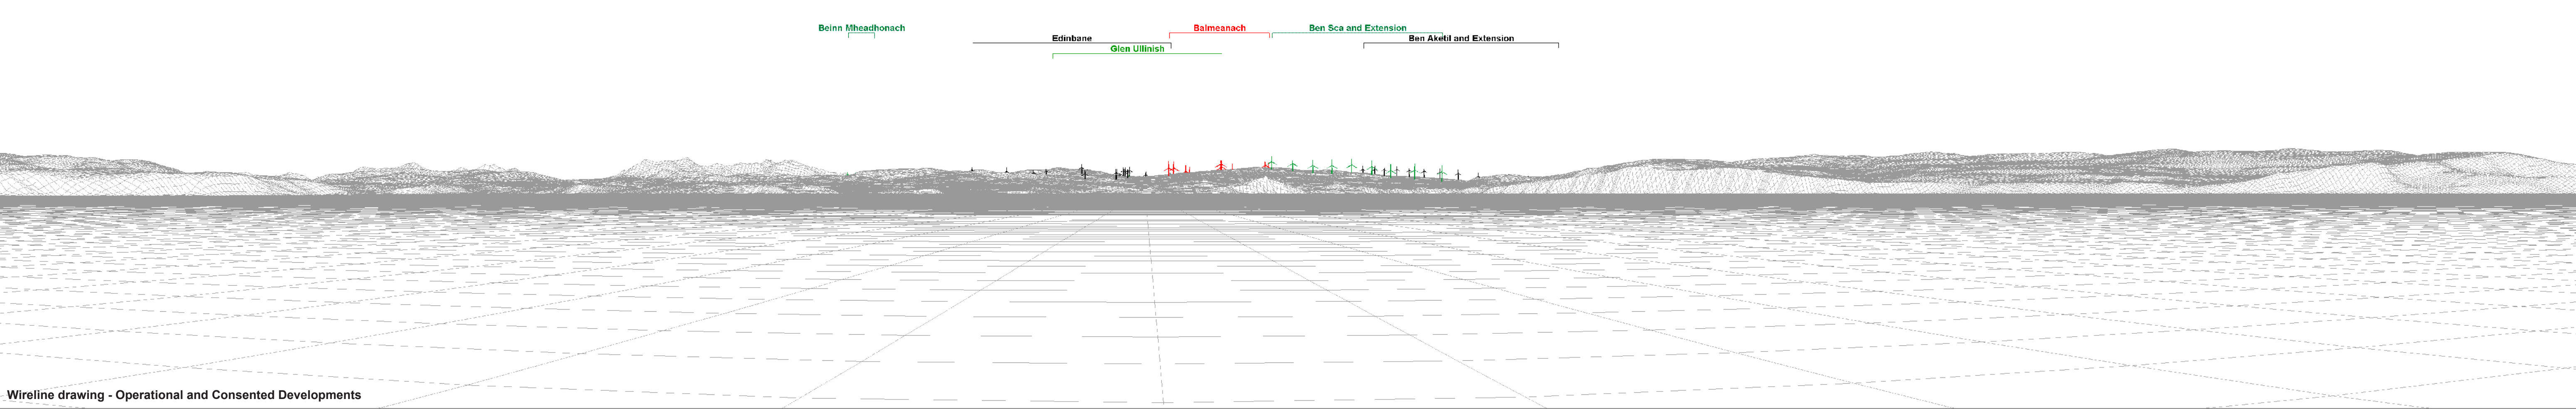 Beinn Mheadhonach
Balmeanach
Ben Sca and Extension
Edinbane
Ben Aketil and Extension
Glen Ullinish
Wireline drawing - Operational and Consented Developments